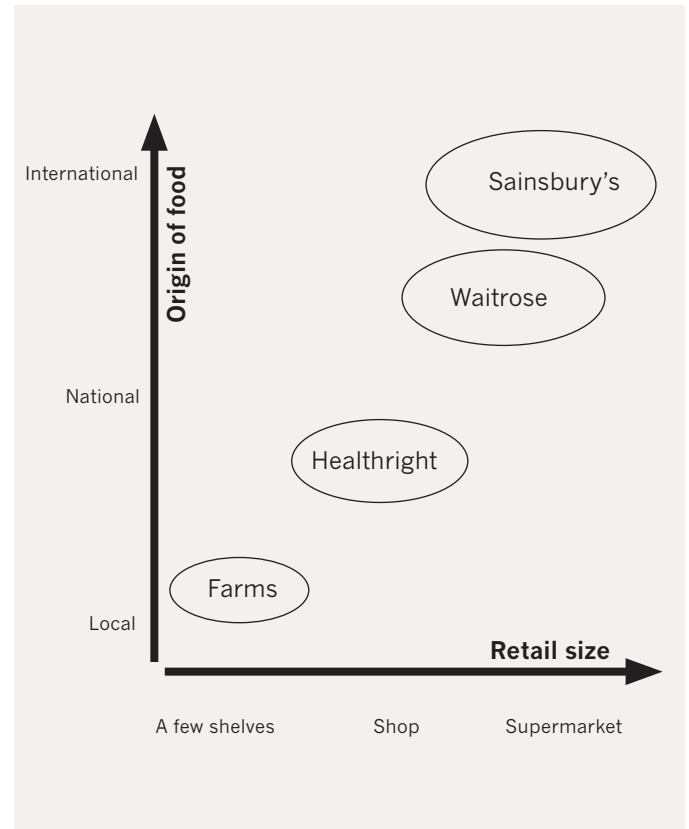 International
Origin of food
Sainsbury's
Waitrose
National
Healthright
Farms
Local
Retail size
A few shelves
Shop
Supermarket